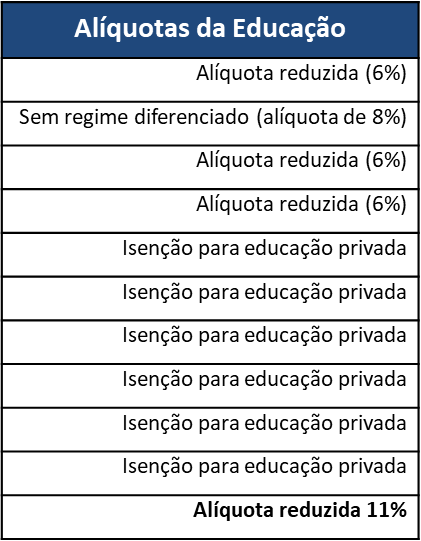 Alíquotas da Educação
Alíquota reduzida (6%)
Sem regime diferenciado (alíquota de 8%)
Alíquota reduzida (6%)
Alíquota reduzida (6%)
Isenção para educação privada
Isenção para educação privada
Isenção para educação privada
Isenção para educação privada
Isenção para educação privada
Isenção para educação privada
Alíquota reduzida 11%